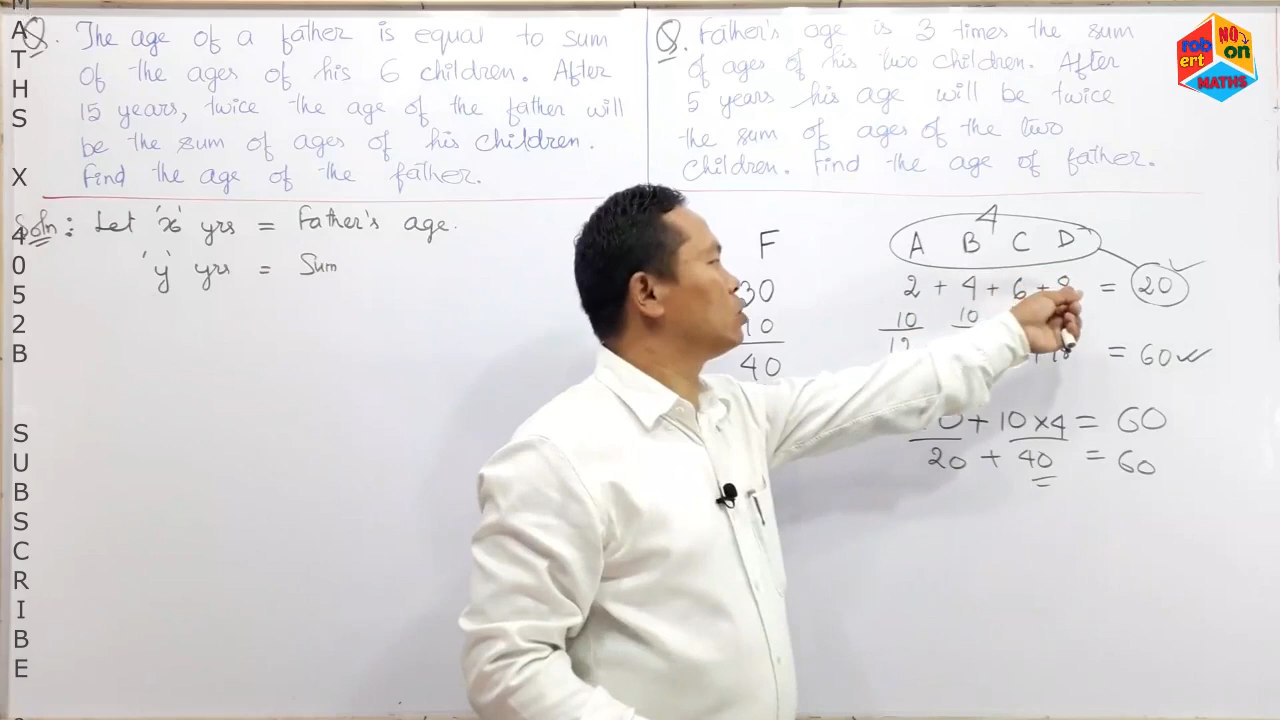 MATHS X 4052B SUBSCRIBE
Q. The age of a father is equal to sum
of the ages of his 6 children. After
15 years, twice the age of the father will
be the sum of ages of his children.
Find the age of the father.
Q. Father's age is 3 times the sum
of ages of his two children. After
5 years his age will be twice
the sum of ages of the two
children. Find the age of father.
rob ert NO on MATHS
Soln: Let 'x' yrs = Father's age.
'y' yrs = Sum
F
30
10
40
4
A B C D
2 + 4 + 6 + 8 = 20
10 10
12 + 18 = 60
+ 10 x 4 = 60
20 + 40 = 60